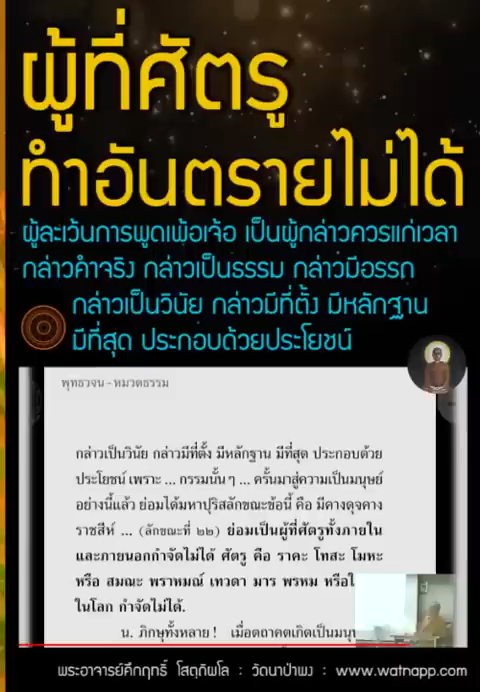 ผู้ที่ศัตรู
ทำอันตรายไม่ได้
ผู้ละเว้นการพูดเพ้อเจ้อ เป็นผู้กล่าวควรแก่เวลา
กล่าวคำจริง กล่าวเป็นธรรม กล่าวมีอรรถ
กล่าวเป็นวินัย กล่าวมีที่ตั้ง มีหลักฐาน
มีที่สุด ประกอบด้วยประโยชน์
พุทธวจน - หมวดธรรม
กล่าวเป็นวินัย กล่าวมีที่ตั้ง มีหลักฐาน มีที่สุด ประกอบด้วย
ประโยชน์ เพราะ ... กรรมนั้น ๆ ... ครั้นมาสู่ความเป็นมนุษย์
อย่างนี้แล้ว ย่อมได้มหาปุริสลักขณะข้อนี้ คือ มีคางดุจคาง
ราชสีห์ ... (ลักขณะที่ ๒๒) ย่อมเป็นผู้ที่ศัตรูทั้งภายใน
และภายนอกกำจัดไม่ได้ ศัตรู คือ ราคะ โทสะ โมหะ
หรือ สมณะ พราหมณ์ เทวดา มาร พรหม หรือ
ในโลก กำจัดไม่ได้.
น. ภิกษุทั้งหลาย ! เมื่อตถาคตเกิดเป็น
พระอาจารย์คึกฤทธิ์ โสตฺถิผโล : วัดนาป่าพง : www.watnapp.com